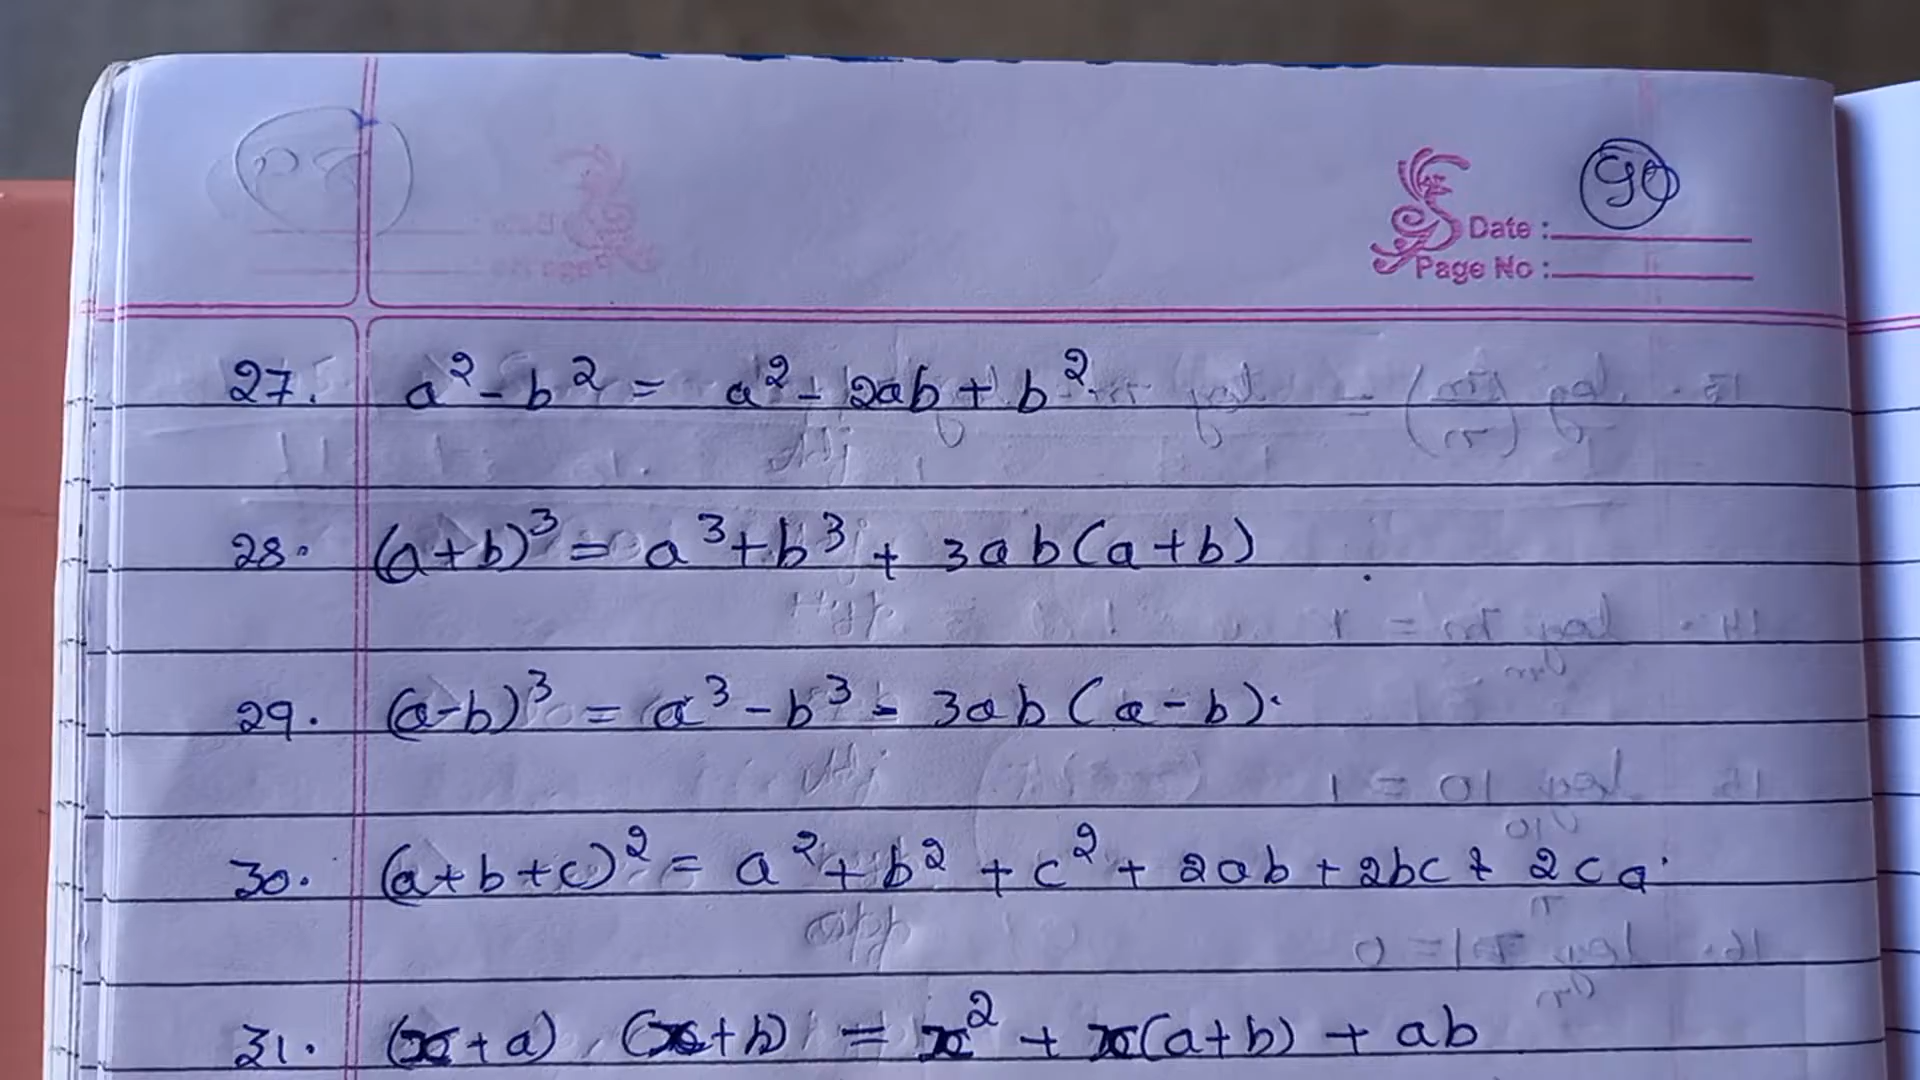 90
Date :
Page No :
27. a² - b² = a² - 2ab + b²
28. (a+b)³ = a³ + b³ + 3ab(a+b)
29. (a-b)³ = a³ - b³ - 3ab(a-b).
30. (a+b+c)² = a² + b² + c² + 2ab + 2bc + 2ca.
31. (x+a) (x+b) = x² + x(a+b) + ab